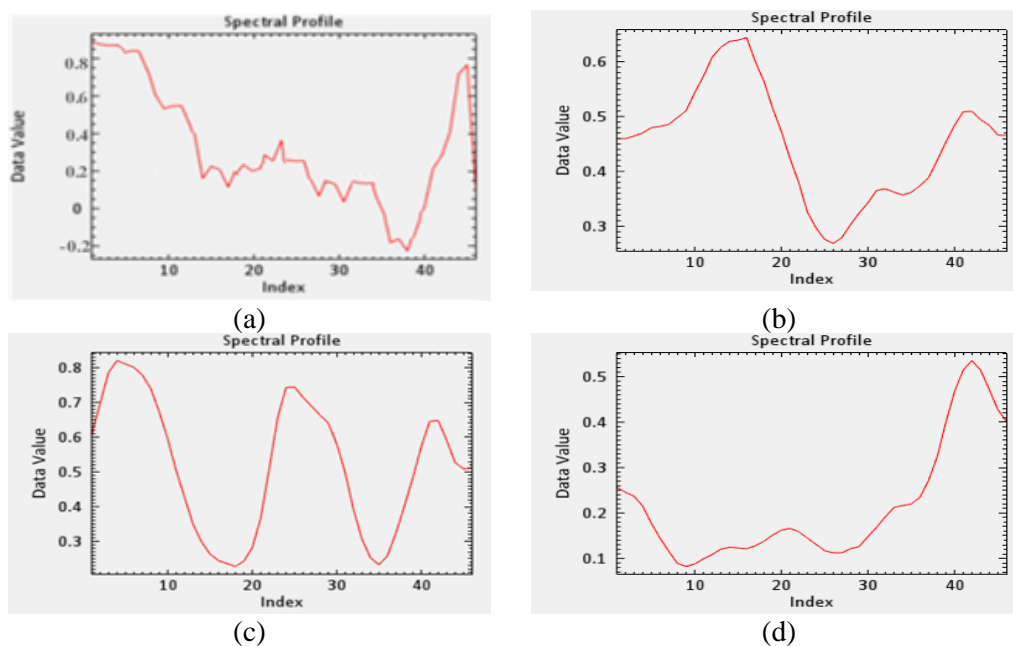 Spectral Profile
Data Value
0.8
0.6
0.4
0.2
0
-0.2
10 20 30 40
Index
(a)
Spectral Profile
Data Value
0.6
0.5
0.4
0.3
10 20 30 40
Index
(b)
Spectral Profile
Data Value
0.8
0.7
0.6
0.5
0.4
0.3
10 20 30 40
Index
(c)
Spectral Profile
Data Value
0.5
0.4
0.3
0.2
0.1
10 20 30 40
Index
(d)